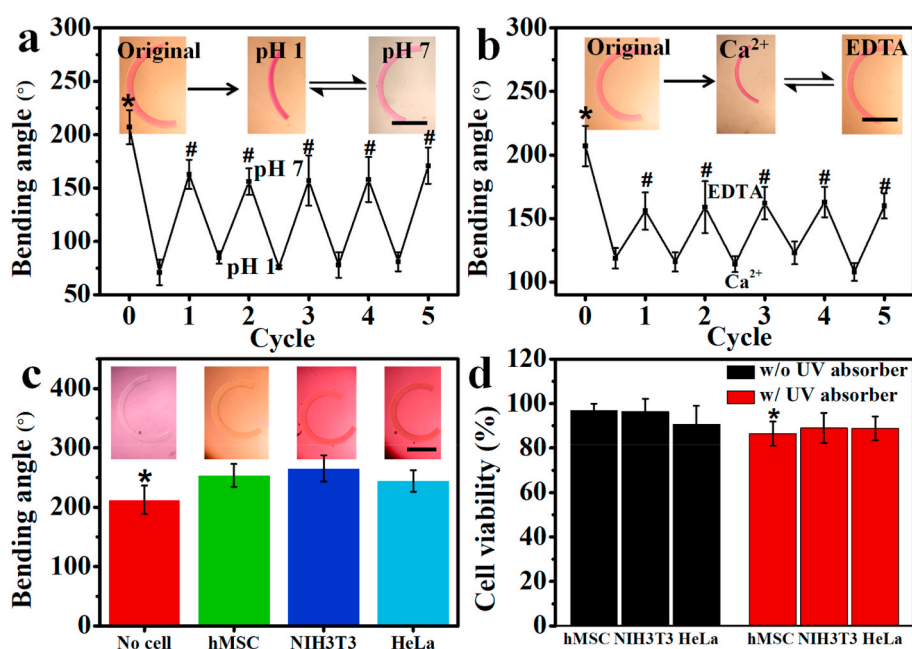 a
Original
pH 1
pH 7
*
#
#
#
#
#
pH 7
pH 1
Bending angle (°)
300
250
200
150
100
50
0 1 2 3 4 5
Cycle
b
Original
Ca²⁺
EDTA
*
#
#
#
#
#
EDTA
Ca²⁺
Bending angle (°)
300
250
200
150
100
0 1 2 3 4 5
Cycle
c
*
Bending angle (°)
400
300
200
100
0
No cell hMSC NIH3T3 HeLa
d
w/o UV absorber
w/ UV absorber
*
Cell viability (%)
120
100
80
60
40
20
0
hMSC NIH3T3 HeLa hMSC NIH3T3 HeLa